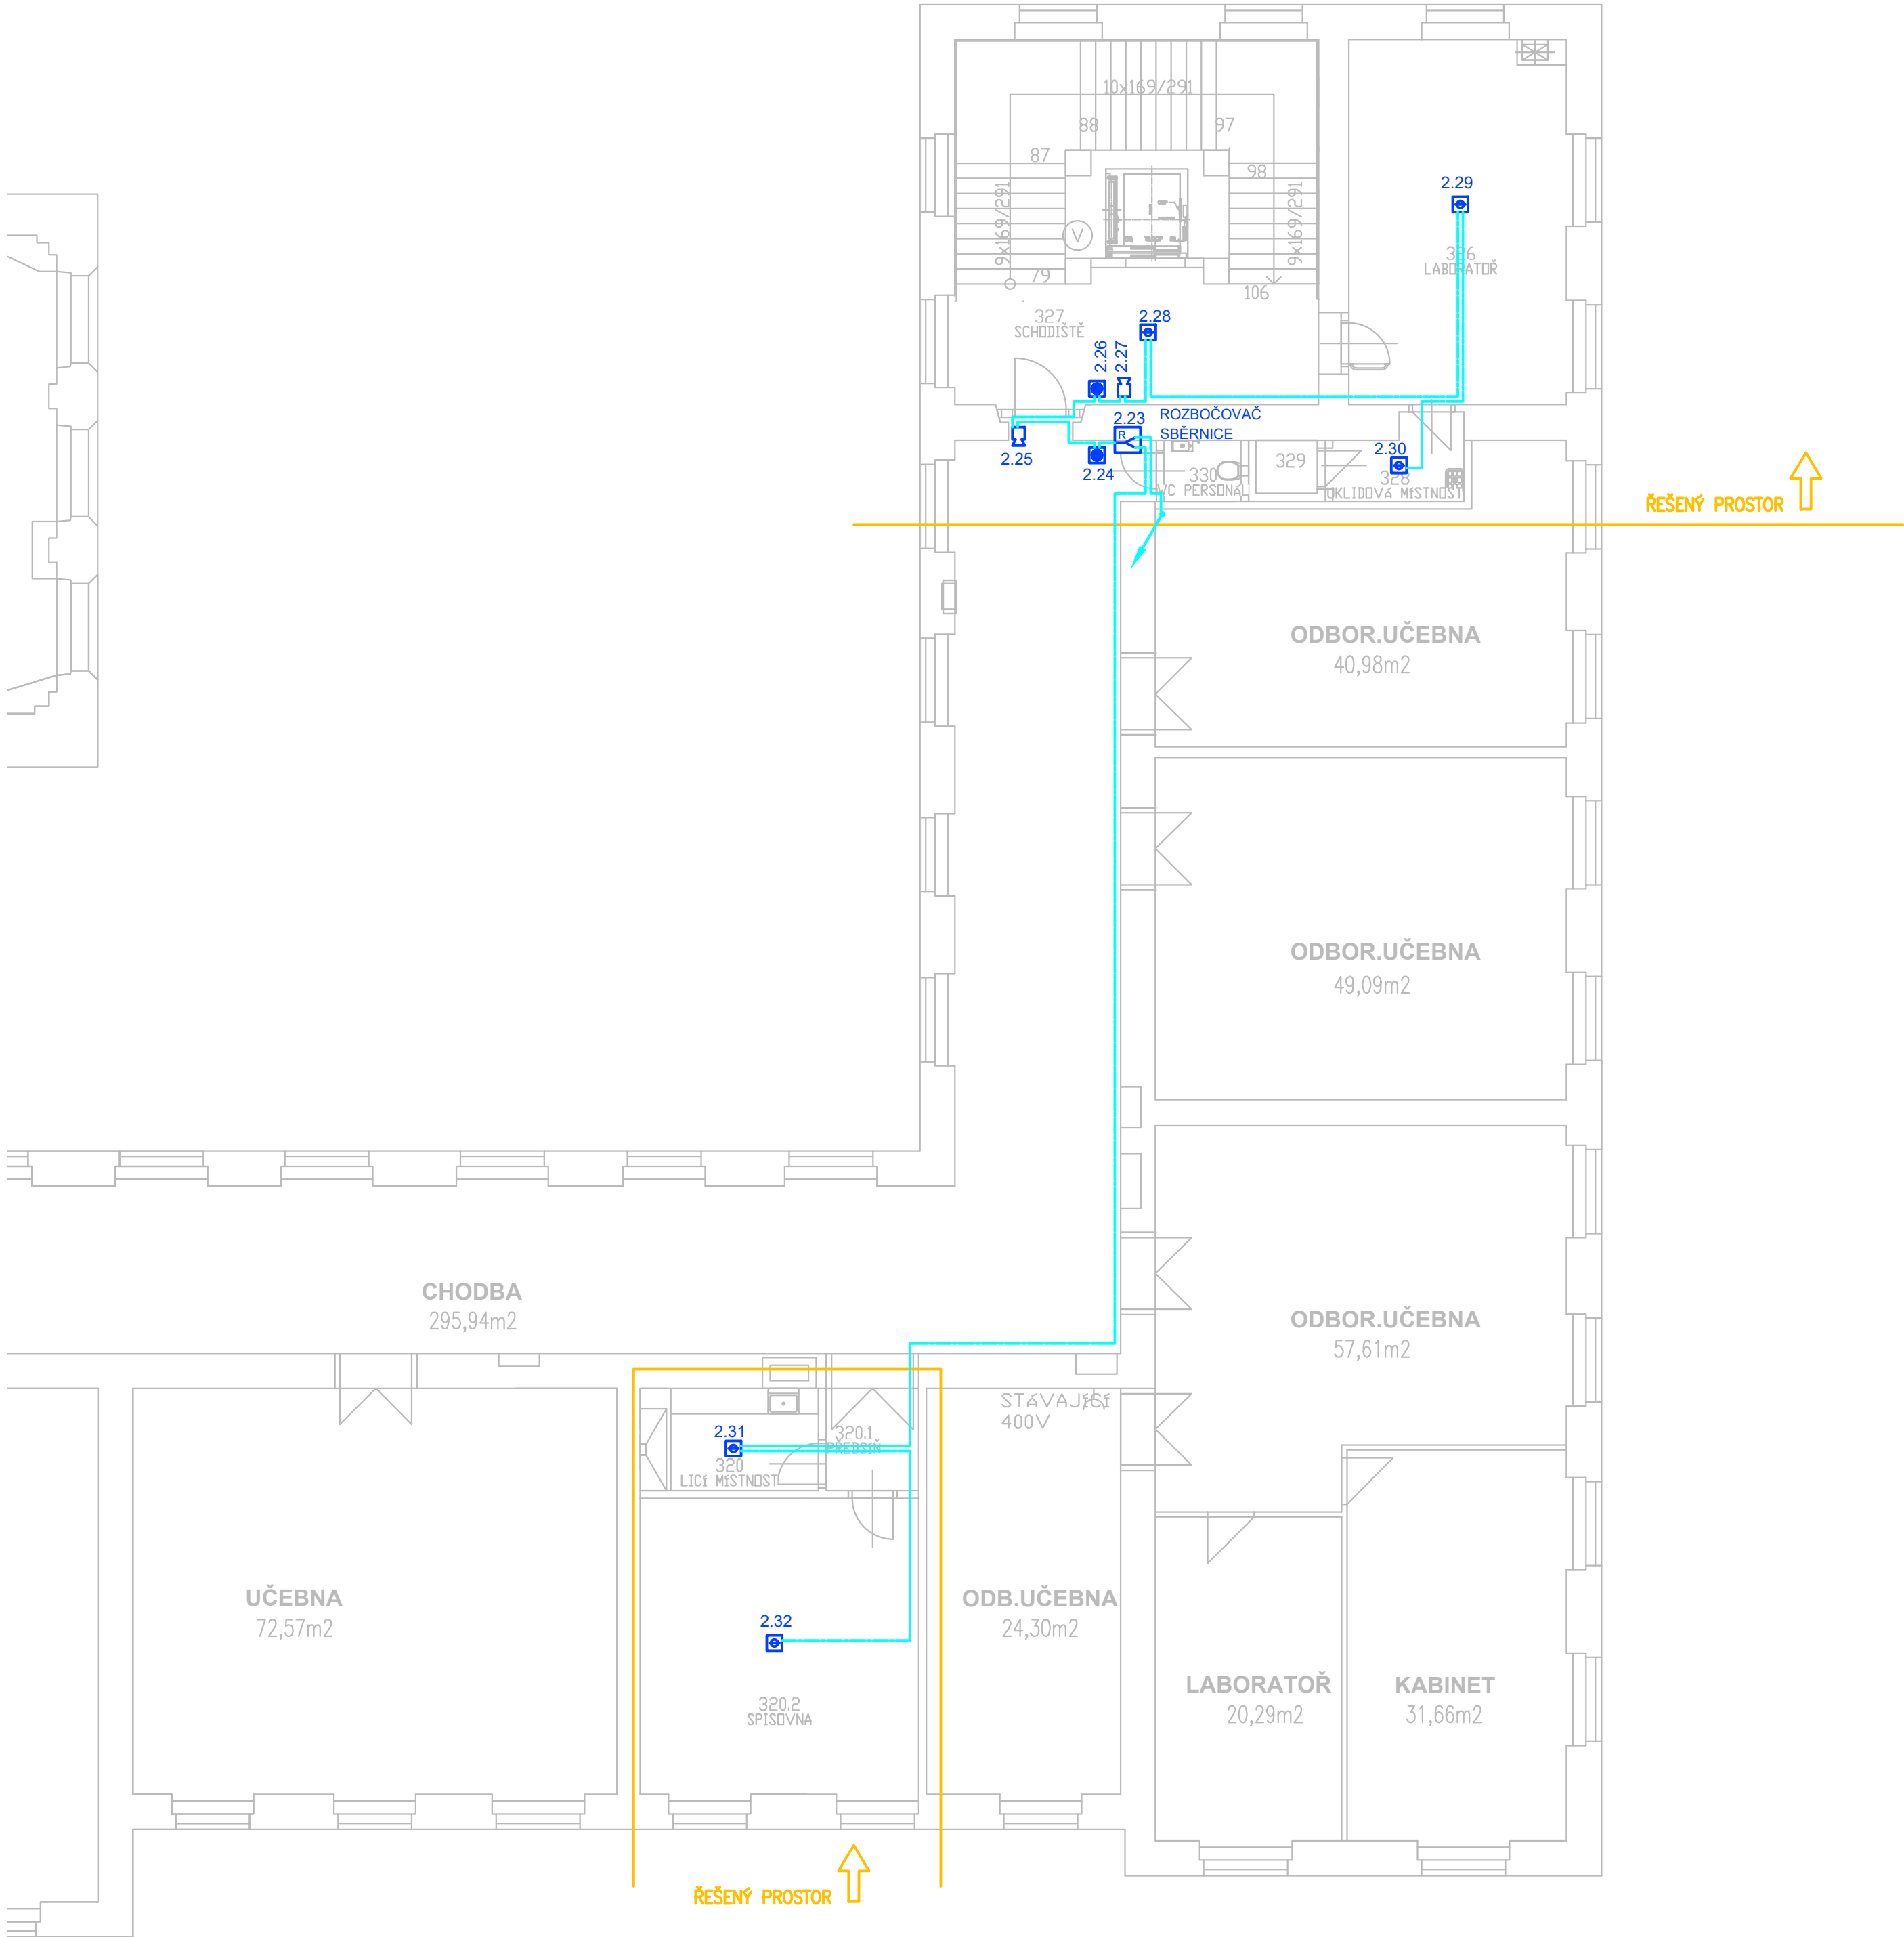 10x169/291
88
97
87
98
9x169/291
9x169/291
V
79
106
2.29
326
LABORATOŘ
327
SCHODIŠTĚ
2.28
2.26
2.27
2.23
ROZBOČOVAČ
SBĚRNICE
R
2.25
2.24
2.30
329
330
WC PERSONÁL
328
ÚKLIDOVÁ MÍSTNOST
ŘEŠENÝ PROSTOR
ODBOR.UČEBNA
40,98m2
ODBOR.UČEBNA
49,09m2
CHODBA
295,94m2
ODBOR.UČEBNA
57,61m2
STÁVAJÍCÍ
400V
2.31
320.1
PŘEDSÍŇ
320
LICÍ MÍSTNOST
UČEBNA
72,57m2
2.32
ODB.UČEBNA
24,30m2
320.2
SPISOVNA
LABORATOŘ
20,29m2
KABINET
31,66m2
ŘEŠENÝ PROSTOR